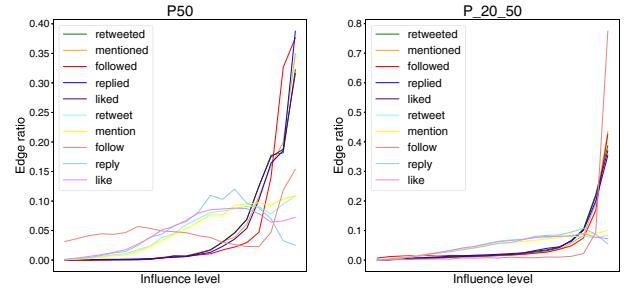 P50
Edge ratio
0.40
0.35
0.30
0.25
0.20
0.15
0.10
0.05
0.00
retweeted
mentioned
followed
replied
liked
retweet
mention
follow
reply
like
Influence level
P_20_50
Edge ratio
0.8
0.7
0.6
0.5
0.4
0.3
0.2
0.1
0.0
retweeted
mentioned
followed
replied
liked
retweet
mention
follow
reply
like
Influence level